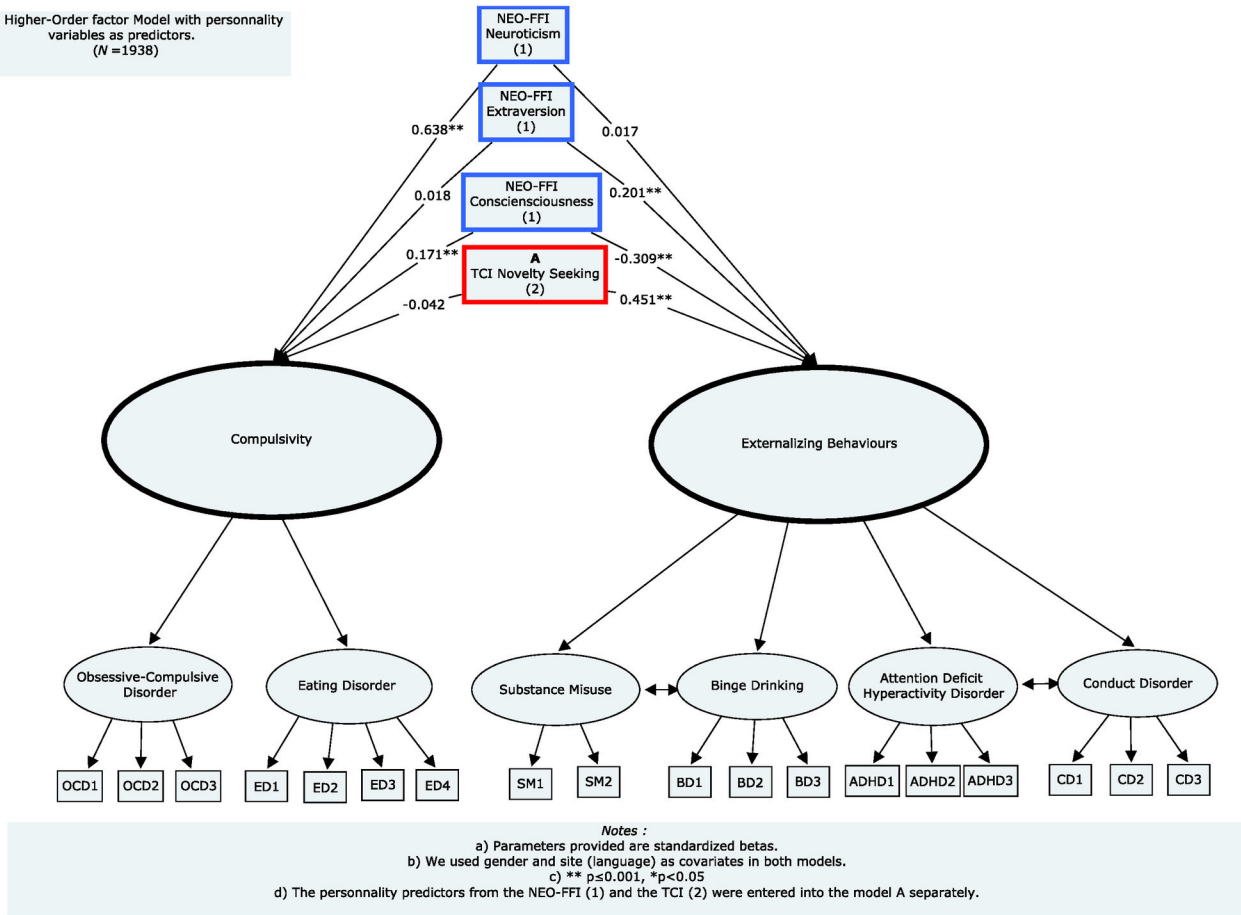 Higher-Order factor Model with personnality
variables as predictors.
(N =1938)
NEO-FFI
Neuroticism
(1)
NEO-FFI
Extraversion
(1)
0.638**
0.017
0.018
0.201**
NEO-FFI
Consciensciousness
(1)
0.171**
-0.309**
A
TCI Novelty Seeking
(2)
-0.042
0.451**
Compulsivity
Externalizing Behaviours
Obsessive-Compulsive
Disorder
Eating Disorder
Substance Misuse
Binge Drinking
Attention Deficit
Hyperactivity Disorder
Conduct Disorder
OCD1
OCD2
OCD3
ED1
ED2
ED3
ED4
SM1
SM2
BD1
BD2
BD3
ADHD1
ADHD2
ADHD3
CD1
CD2
CD3
Notes :
a) Parameters provided are standardized betas.
b) We used gender and site (language) as covariates in both models.
c) ** p≤0.001, *p<0.05
d) The personnality predictors from the NEO-FFI (1) and the TCI (2) were entered into the model A separately.